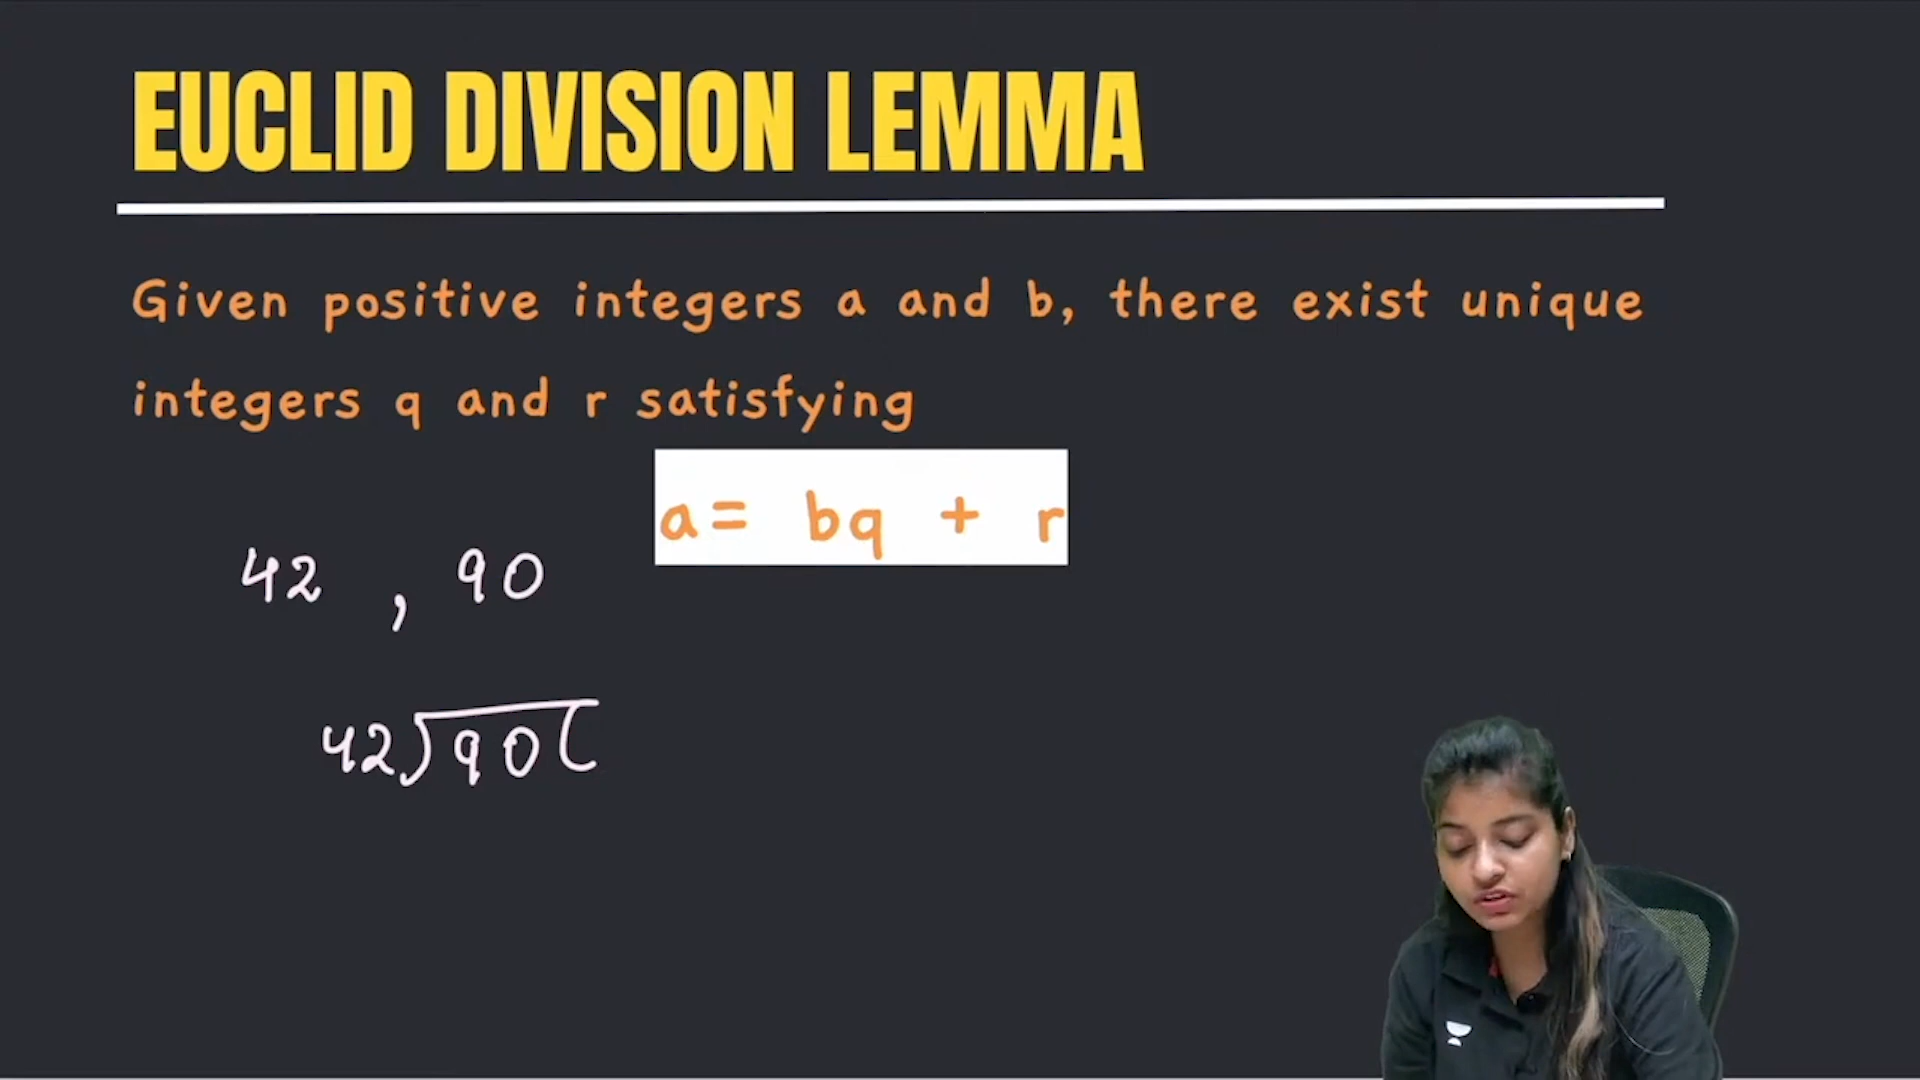 EUCLID DIVISION LEMMA
Given positive integers a and b, there exist unique
integers q and r satisfying
a= bq + r
42 , 90
42)90(